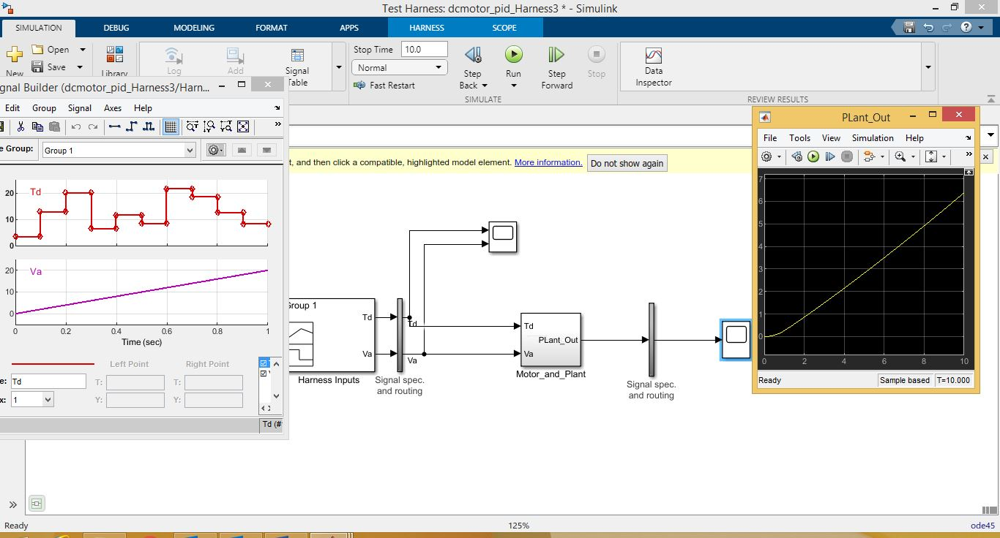 Test Harness: dcmotor_pid_Harness3 * - Simulink
SIMULATION DEBUG MODELING FORMAT APPS HARNESS SCOPE
New
Open
Save
Library
Log
Add
Signal
Table
Stop Time 10.0
Normal
Fast Restart
Step
Back
Run
Step
Forward
Stop
SIMULATE
Data
Inspector
REVIEW RESULTS
gnal Builder (dcmotor_pid_Harness3/Harn...
Edit Group Signal Axes Help
e Group: Group 1
20
10
0
Td
20
10
0
Va
0 0.2 0.4 0.6 0.8 1
Time (sec)
Left Point Right Point
e: Td T: T:
x: 1 Y: Y:
Td (#
t, and then click a compatible, highlighted model element. More information. Do not show again
Group 1
Td
Va
Harness Inputs
Td
Va
Signal spec.
and routing
Td
Va
PLant_Out
Motor_and_Plant
Signal spec.
and routing
PLant_Out
File Tools View Simulation Help
7
6
5
4
3
2
1
0
0 2 4 6 8 10
Ready Sample based T=10.000
Ready 125% ode45